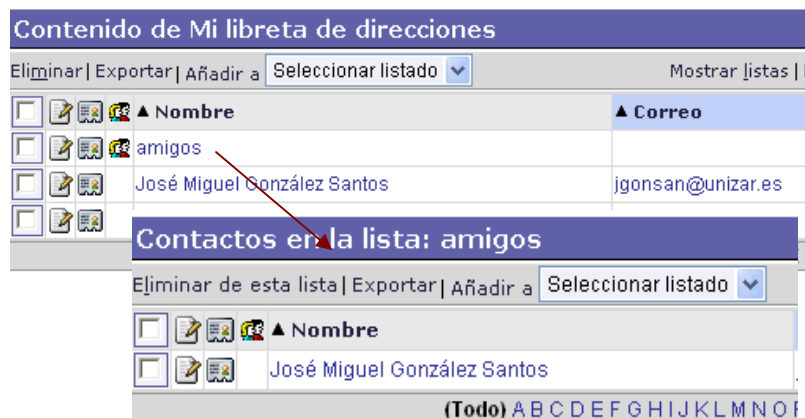 Contenido de Mi libreta de direcciones
Eliminar | Exportar | Añadir a Seleccionar listado Mostrar listas |
▲ Nombre ▲ Correo
amigos
José Miguel González Santos jgonsan@unizar.es
Contactos en la lista: amigos
Eliminar de esta lista | Exportar | Añadir a Seleccionar listado
▲ Nombre
José Miguel González Santos
(Todo) A B C D E F G H I J K L M N O